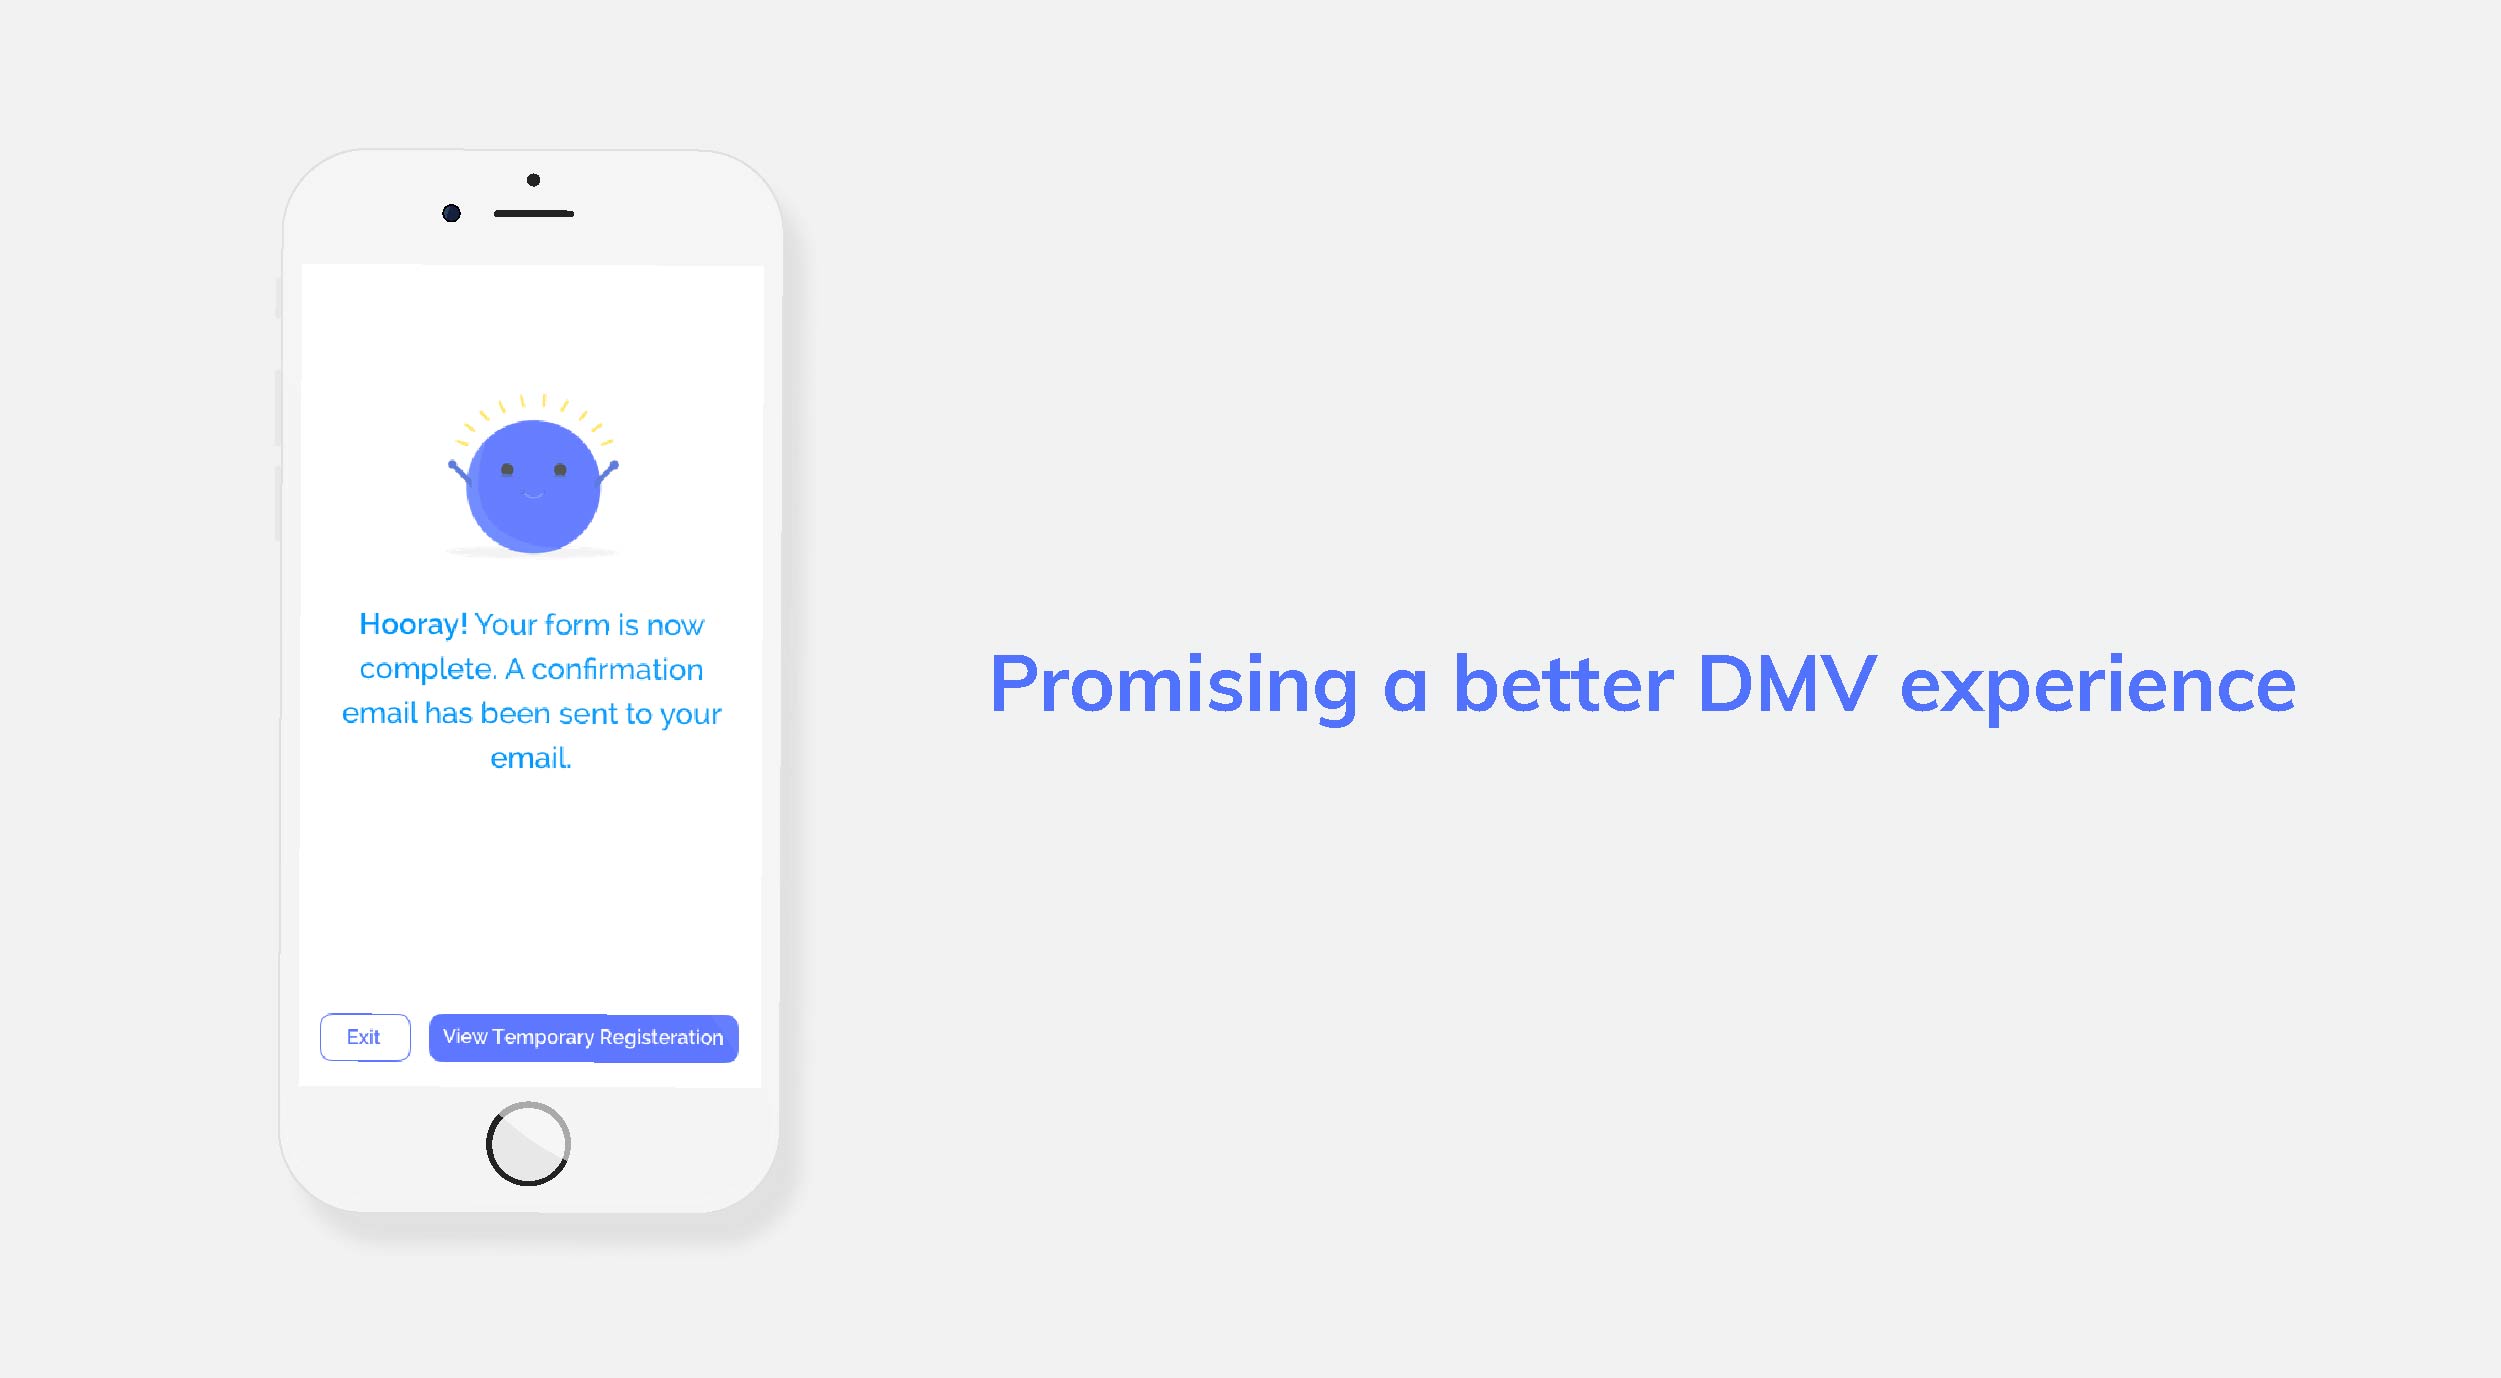 Hooray! Your form is now
complete. A confirmation
email has been sent to your
email.
Exit
View Temporary Registeration
Promising a better DMV experience